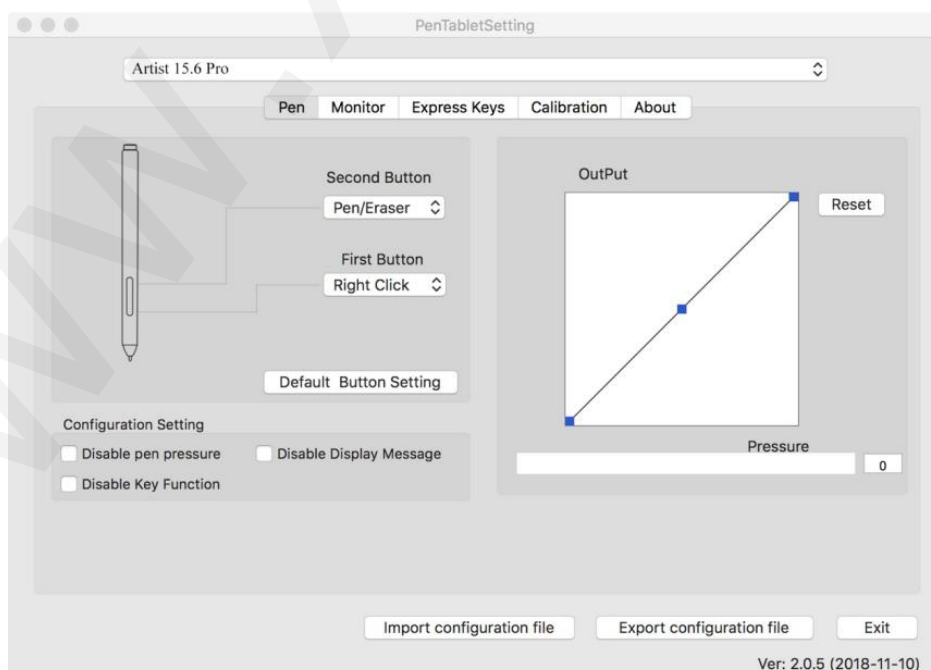 PenTabletSetting
Artist 15.6 Pro
Pen Monitor Express Keys Calibration About
Second Button
Pen/Eraser
First Button
Right Click
Default Button Setting
Configuration Setting
Disable pen pressure Disable Display Message
Disable Key Function
OutPut
Reset
Pressure
0
Import configuration file Export configuration file Exit
Ver: 2.0.5 (2018-11-10)